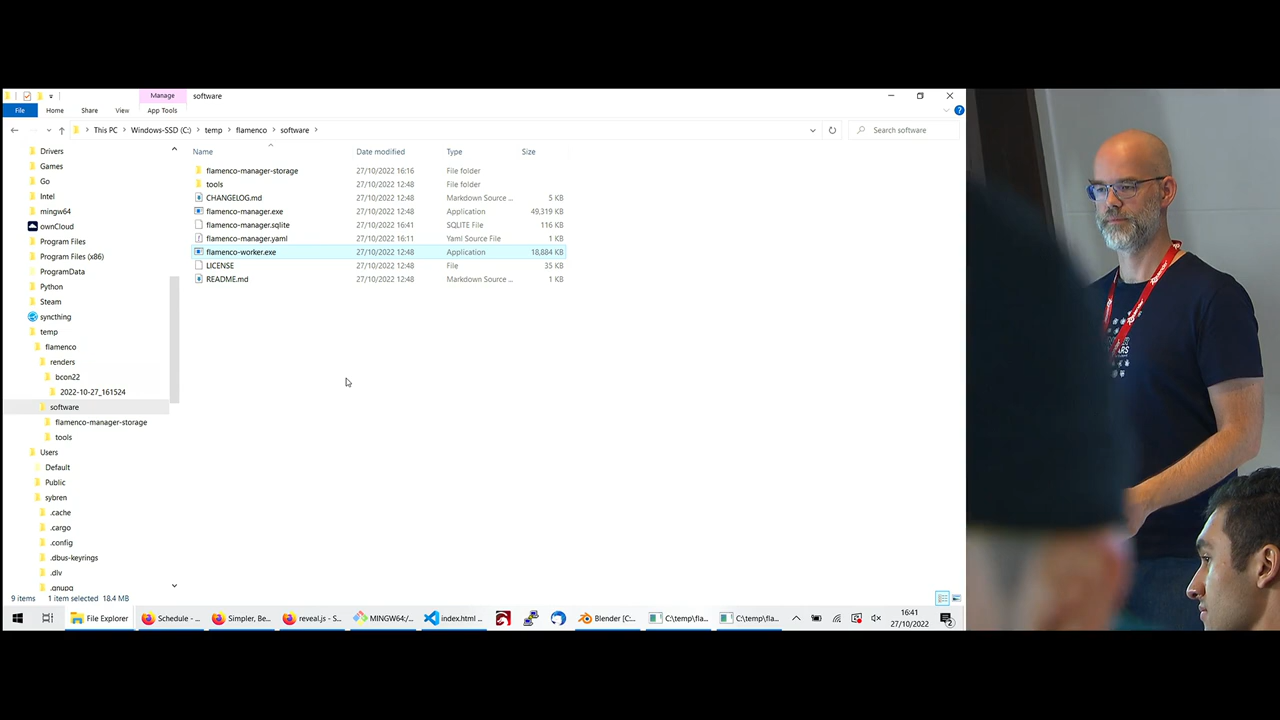 Manage
software
File
Home
Share
View
App Tools
This PC
Windows-SSD (C:)
temp
flamenco
software
Search software
Name
Date modified
Type
Size
flamenco-manager-storage
27/10/2022 16:16
File folder
tools
27/10/2022 12:48
File folder
CHANGELOG.md
27/10/2022 12:48
Markdown Source ...
5 KB
flamenco-manager.exe
27/10/2022 12:48
Application
49,319 KB
flamenco-manager.sqlite
27/10/2022 16:41
SQLITE File
116 KB
flamenco-manager.yaml
27/10/2022 16:11
Yaml Source File
1 KB
flamenco-worker.exe
27/10/2022 12:48
Application
18,884 KB
LICENSE
27/10/2022 12:48
File
35 KB
README.md
27/10/2022 12:48
Markdown Source ...
1 KB
Drivers
Games
Go
Intel
mingw64
ownCloud
Program Files
Program Files (x86)
ProgramData
Python
Steam
syncthing
temp
flamenco
renders
bcon22
2022-10-27_161524
software
flamenco-manager-storage
tools
Users
Default
Public
sybren
.cache
.cargo
.config
.dbus-keyrings
.dlv
.gnupg
9 items
1 item selected 18.4 MB
File Explorer
Schedule - ...
Simpler, Be...
reveal.js - S...
MINGW64:/...
index.html ...
Blender [C:...
C:\temp\fla...
C:\temp\fla...
16:41
27/10/2022
2